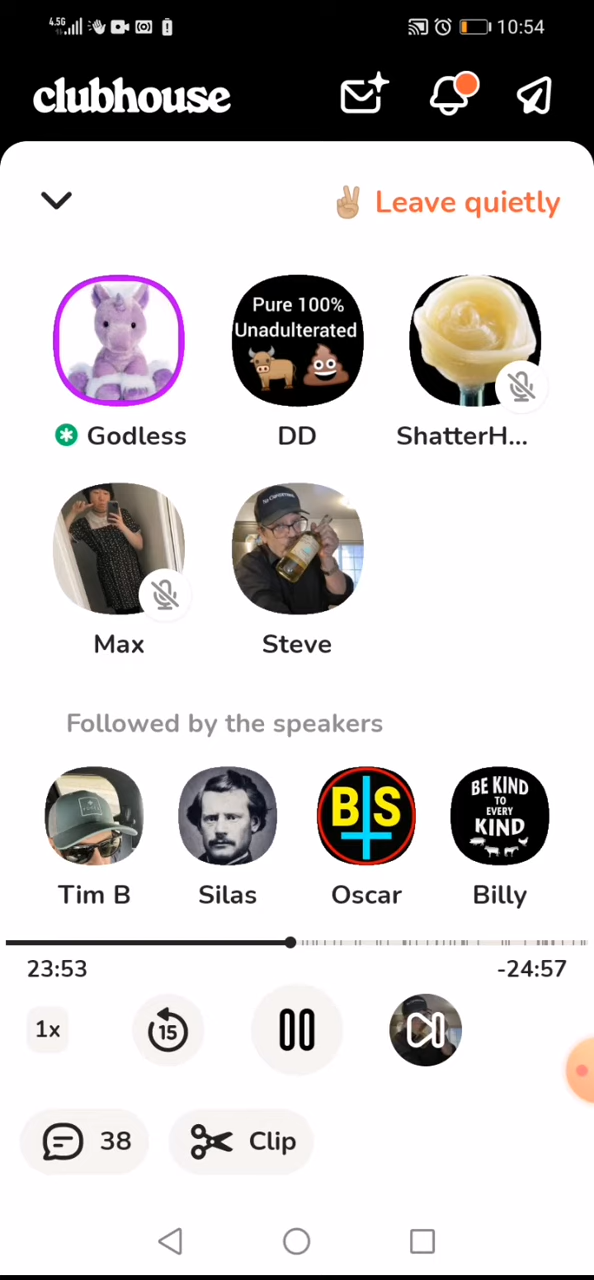 4.5G
10:54
clubhouse
✌🏼 Leave quietly
Pure 100%
Unadulterated
Godless
DD
ShatterH...
Max
Steve
Followed by the speakers
B S
BE KIND
TO
EVERY
KIND
Tim B
Silas
Oscar
Billy
23:53
-24:57
1x
15
38
Clip